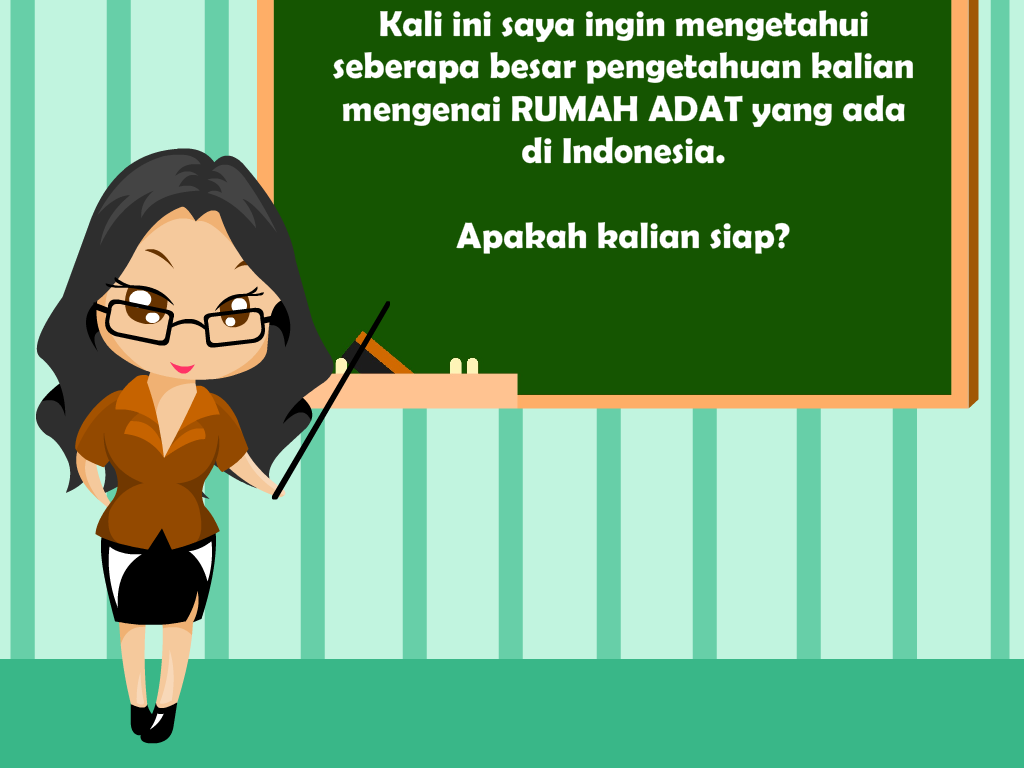 Kali ini saya ingin mengetahui
seberapa besar pengetahuan kalian
mengenai RUMAH ADAT yang ada
di Indonesia.
Apakah kalian siap?